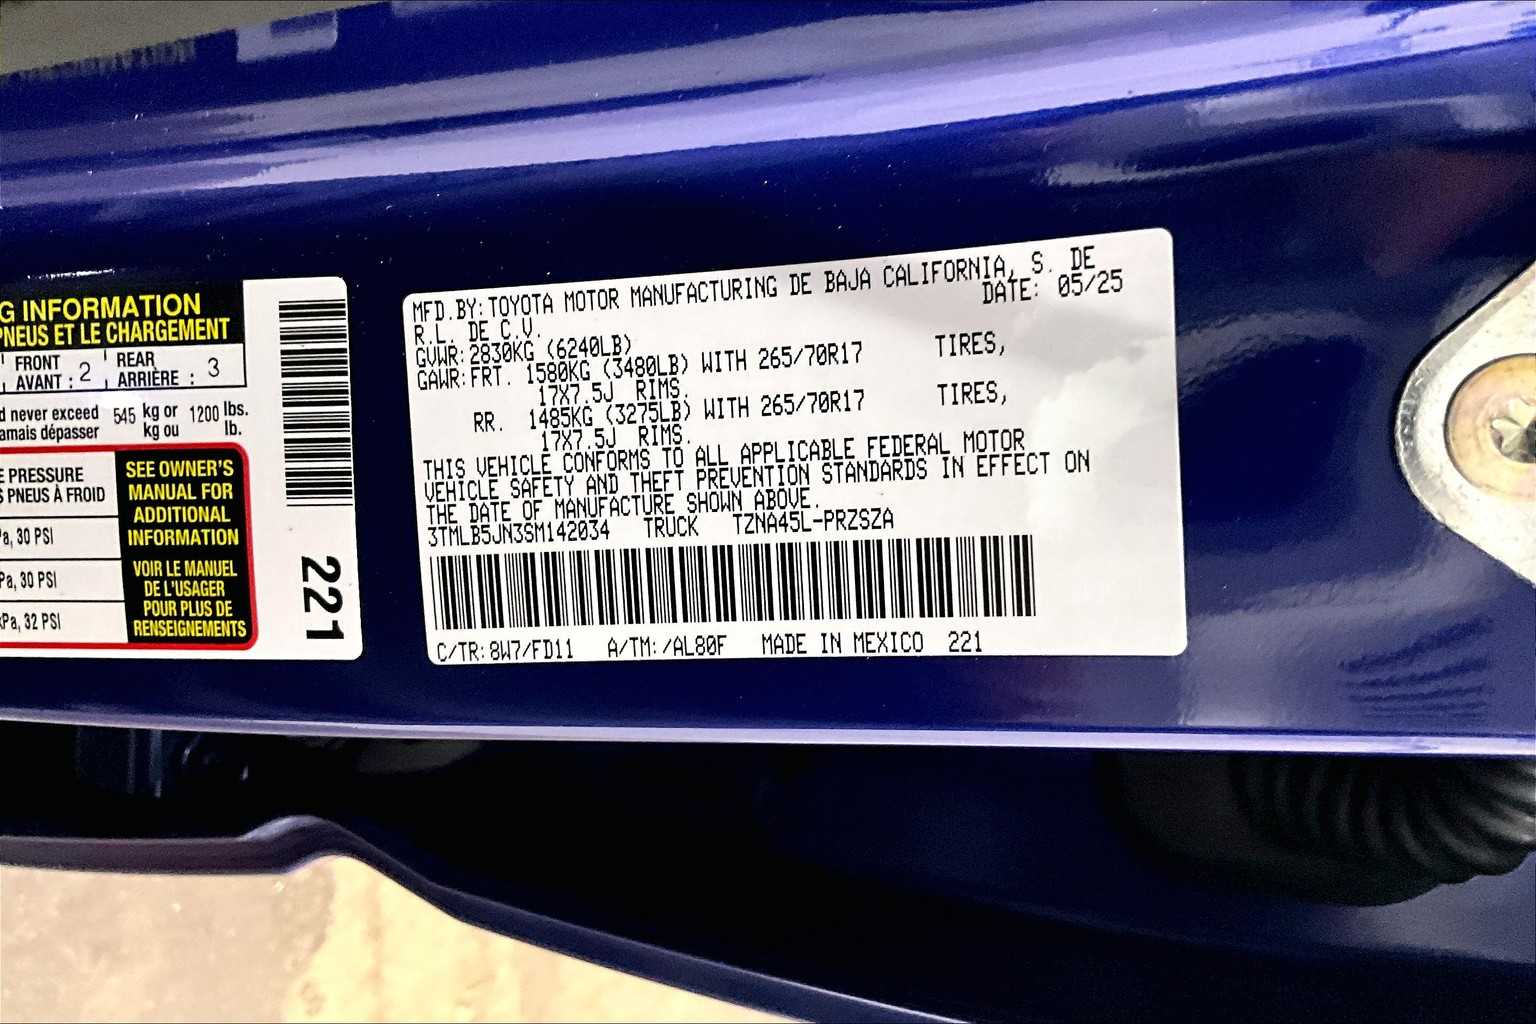 G INFORMATION
PNEUS ET LE CHARGEMENT
FRONT AVANT : 2 REAR ARRIÈRE : 3
never exceed 545 kg or 1200 lbs.
amais dépasser kg ou lb.
PRESSURE
PNEUS À FROID
30 PSI
kPa, 30 PSI
kPa, 32 PSI
SEE OWNER'S
MANUAL FOR
ADDITIONAL
INFORMATION
VOIR LE MANUEL
DE L'USAGER
POUR PLUS DE
RENSEIGNEMENTS
221
MFD.BY:TOYOTA MOTOR MANUFACTURING DE BAJA CALIFORNIA, S. DE
R.L. DE C.V. DATE: 05/25
GVWR:2830KG (6240LB)
GAWR:FRT. 1580KG (3480LB) WITH 265/70R17 TIRES,
17X7.5J RIMS.
RR. 1485KG (3275LB) WITH 265/70R17 TIRES,
17X7.5J RIMS.
THIS VEHICLE CONFORMS TO ALL APPLICABLE FEDERAL MOTOR
VEHICLE SAFETY AND THEFT PREVENTION STANDARDS IN EFFECT ON
THE DATE OF MANUFACTURE SHOWN ABOVE.
3TMLB5JN3SM142034 TRUCK TZNA45L-PRZSZA
C/TR:8W7/FD11 A/TM:/AL80F MADE IN MEXICO 221